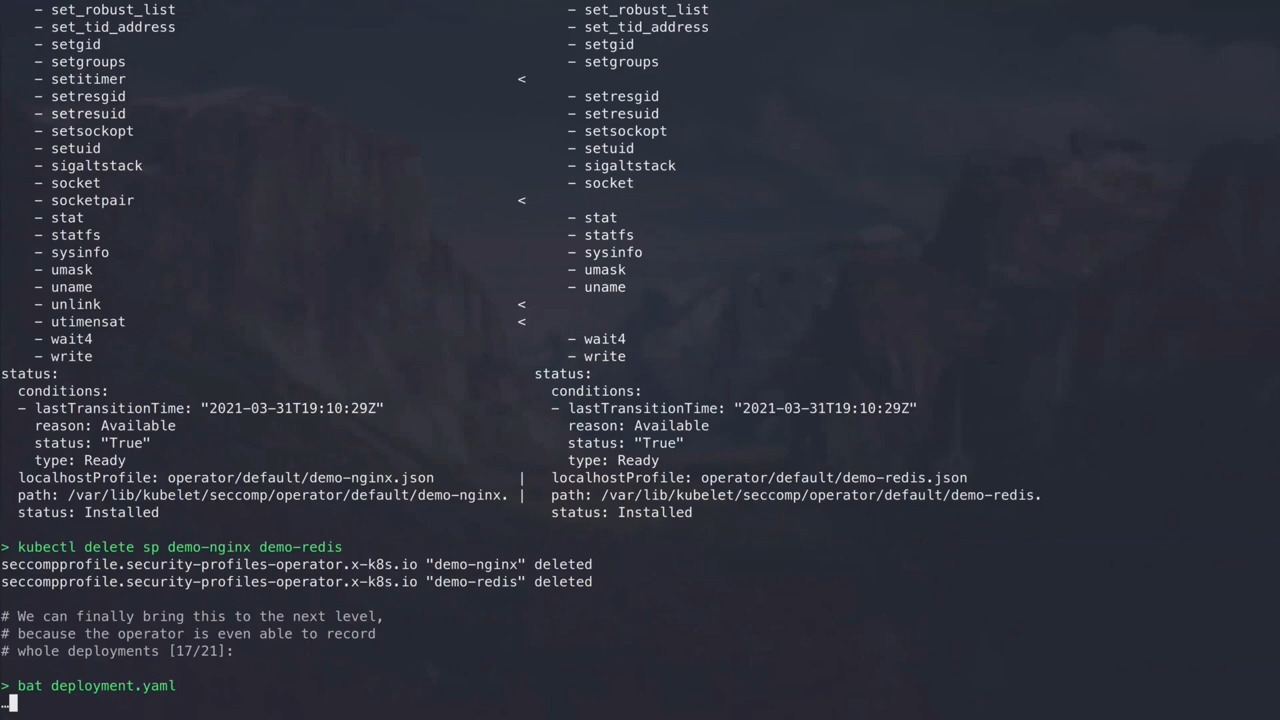 - set_robust_list                                               - set_robust_list
    - set_tid_address                                               - set_tid_address
    - setgid                                                        - setgid
    - setgroups                                                     - setgroups
    - setitimer                                               <
    - setresgid                                                     - setresgid
    - setresuid                                                     - setresuid
    - setsockopt                                                    - setsockopt
    - setuid                                                        - setuid
    - sigaltstack                                                   - sigaltstack
    - socket                                                        - socket
    - socketpair                                              <
    - stat                                                          - stat
    - statfs                                                        - statfs
    - sysinfo                                                       - sysinfo
    - umask                                                         - umask
    - uname                                                         - uname
    - unlink                                                  <
    - utimensat                                               <
    - wait4                                                         - wait4
    - write                                                         - write
status:                                                         status:
  conditions:                                                     conditions:
  - lastTransitionTime: "2021-03-31T19:10:29Z"                    - lastTransitionTime: "2021-03-31T19:10:29Z"
    reason: Available                                               reason: Available
    status: "True"                                                  status: "True"
    type: Ready                                                     type: Ready
  localhostProfile: operator/default/demo-nginx.json          |   localhostProfile: operator/default/demo-redis.json
  path: /var/lib/kubelet/seccomp/operator/default/demo-nginx. |   path: /var/lib/kubelet/seccomp/operator/default/demo-redis.
  status: Installed                                               status: Installed
> kubectl delete sp demo-nginx demo-redis
seccompprofile.security-profiles-operator.x-k8s.io "demo-nginx" deleted
seccompprofile.security-profiles-operator.x-k8s.io "demo-redis" deleted
# We can finally bring this to the next level,
# because the operator is even able to record
# whole deployments [17/21]:
> bat deployment.yaml
…